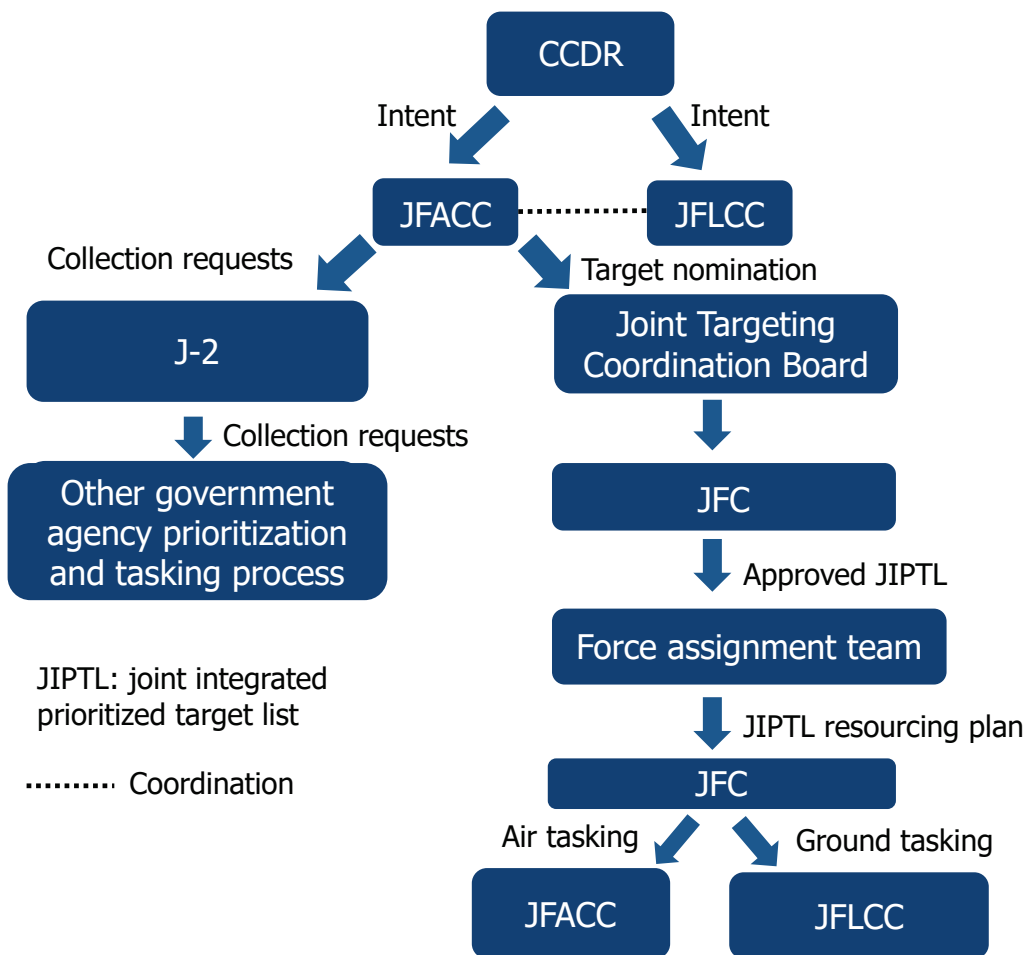 CCDR
Intent
Intent
JFACC
JFLCC
Collection requests
Target nomination
J-2
Joint Targeting
Coordination Board
Collection requests
Other government
agency prioritization
and tasking process
JFC
Approved JIPTL
Force assignment team
JIPTL: joint integrated
prioritized target list
JIPTL resourcing plan
Coordination
JFC
Air tasking
Ground tasking
JFACC
JFLCC